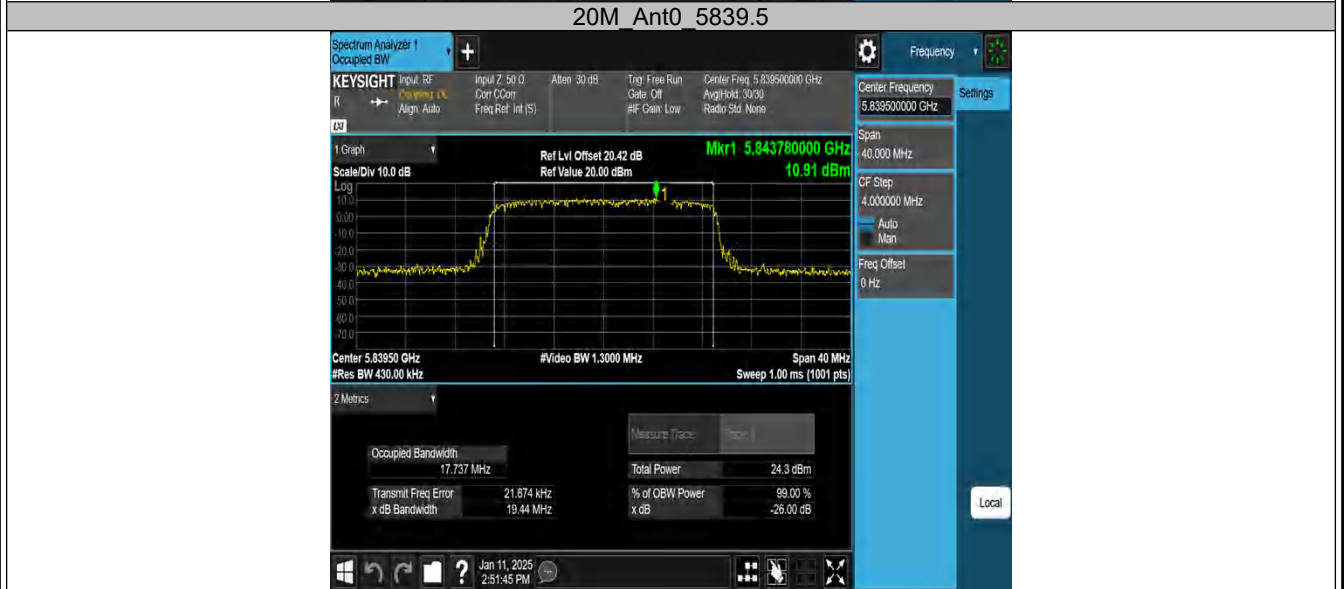 20M_Ant0_5839.5
Spectrum Analyzer 1
Occupied BW
+
Frequency
KEYSIGHT Input: RF
Input Z: 50 Ω
Atten: 30 dB
Trig: Free Run
Center Freq: 5.839500000 GHz
R
Coupling: DC
Corr CCorr
Gate: Off
Avg|Hold: 30/30
Align: Auto
Freq Ref: Int (S)
#IF Gain: Low
Radio Std: None
LXI
Center Frequency
5.839500000 GHz
Settings
Span
40.000 MHz
CF Step
4.000000 MHz
Auto
Man
Freq Offset
0 Hz
Local
1 Graph
Ref Lvl Offset 20.42 dB
Mkr1 5.843780000 GHz
Scale/Div 10.0 dB
Ref Value 20.00 dBm
10.91 dBm
Log
10.0
0.00
-10.0
-20.0
-30.0
-40.0
-50.0
-60.0
-70.0
1
Center 5.83950 GHz
#Video BW 1.3000 MHz
Span 40 MHz
#Res BW 430.00 kHz
Sweep 1.00 ms (1001 pts)
2 Metrics
Measure Trace
Trace 1
Occupied Bandwidth
17.737 MHz
Total Power
24.3 dBm
Transmit Freq Error
21.874 kHz
% of OBW Power
99.00 %
x dB Bandwidth
19.44 MHz
x dB
-26.00 dB
?
Jan 11, 2025
2:51:45 PM